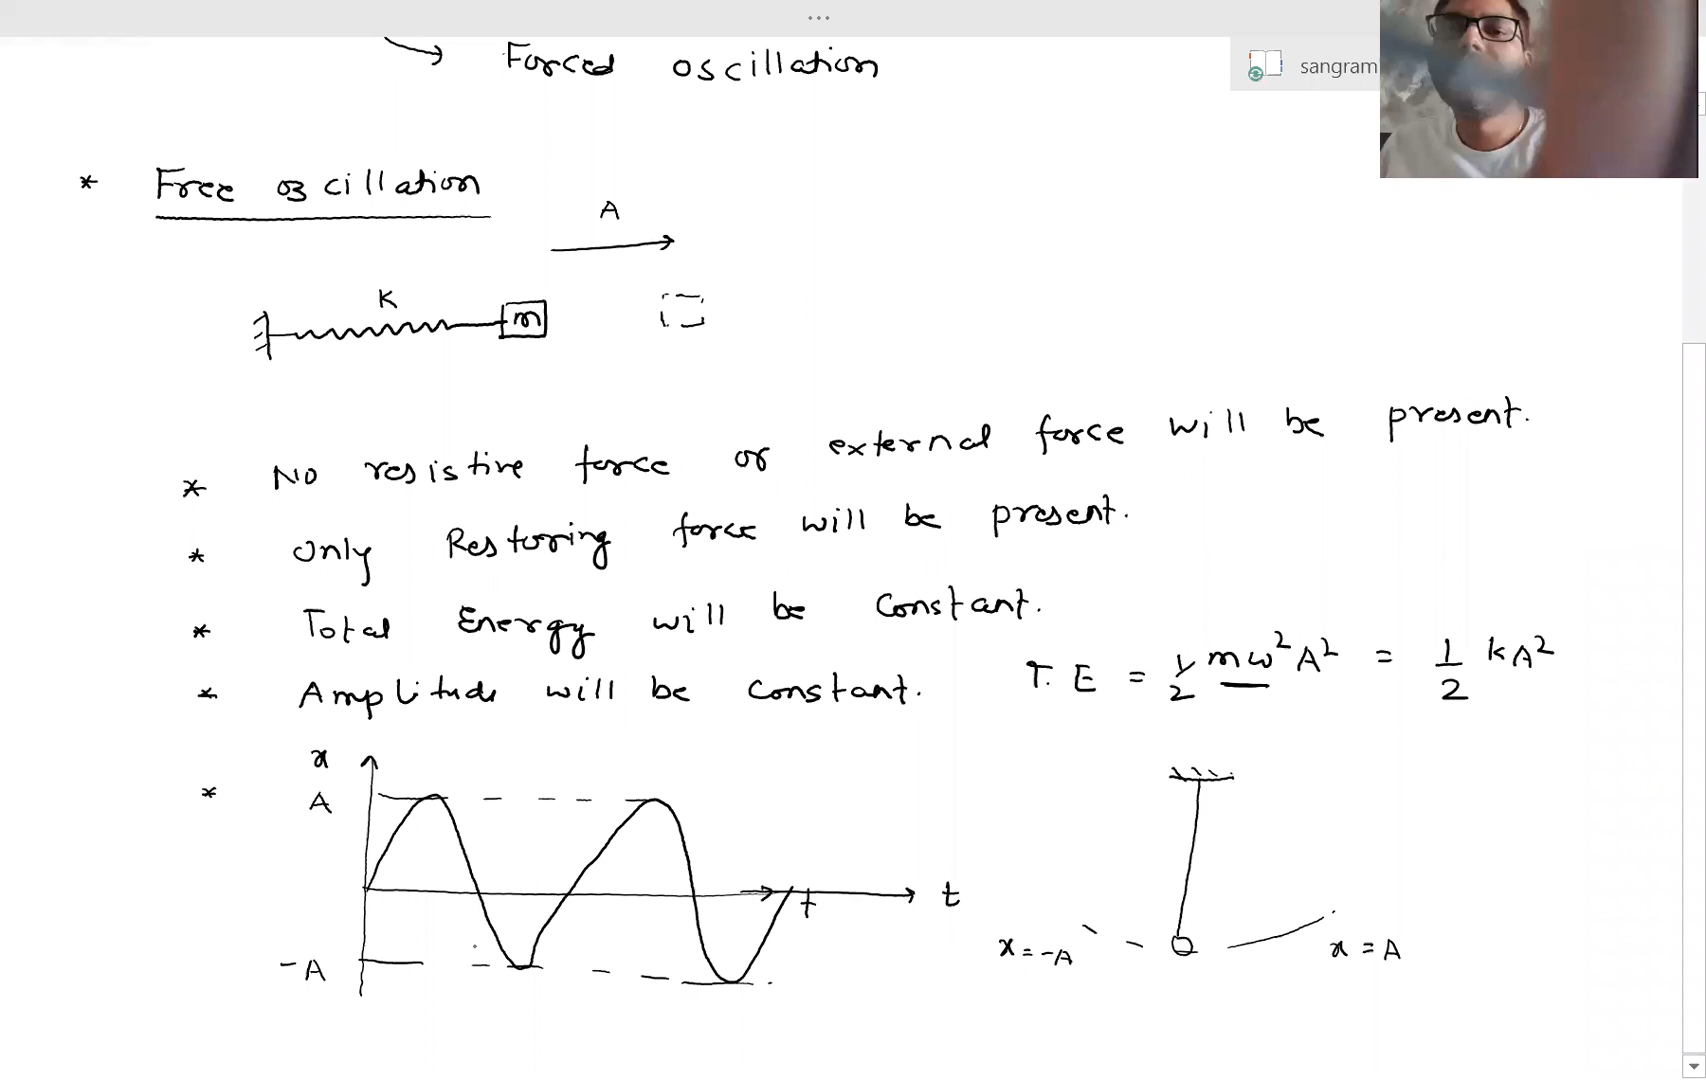 Forced oscillation
sangram
* Free oscillation
A
K
m
* No resistive force or external force will be present.
* Only Restoring force will be present.
* Total Energy will be constant.
* Amplitude will be constant.
T.E = 1/2 mω²A² = 1/2 kA²
*
x
A
-A
t
t
x = -A
x = A